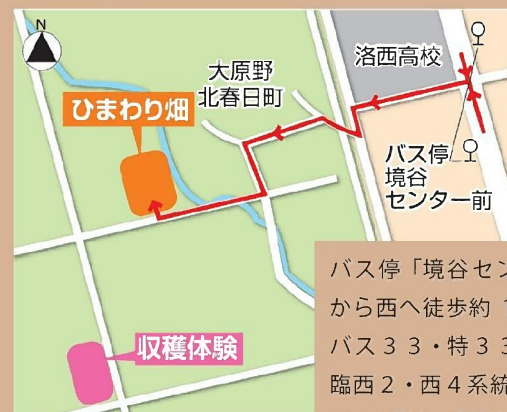 N
洛西高校
大原野
北春日町
ひまわり畑
バス停
境谷
センター前
バス停「境谷セン
から西へ徒歩約
バス33・特33
臨西2・西4系統
収穫体験